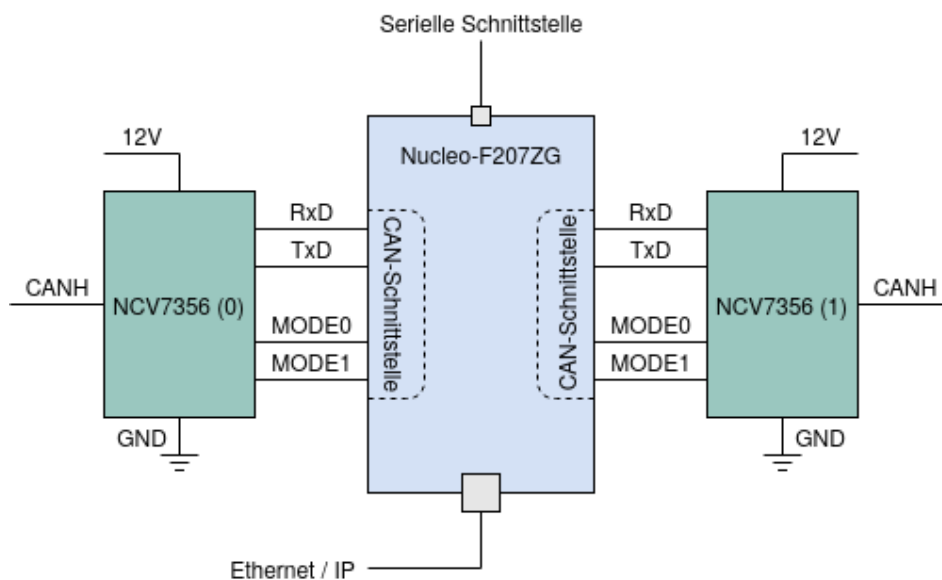 Serielle Schnittstelle
Nucleo-F207ZG
12V
NCV7356 (0)
CANH
GND
RxD
TxD
MODE0
MODE1
CAN-Schnittstelle
CAN-Schnittstelle
RxD
TxD
MODE0
MODE1
12V
NCV7356 (1)
CANH
GND
Ethernet / IP